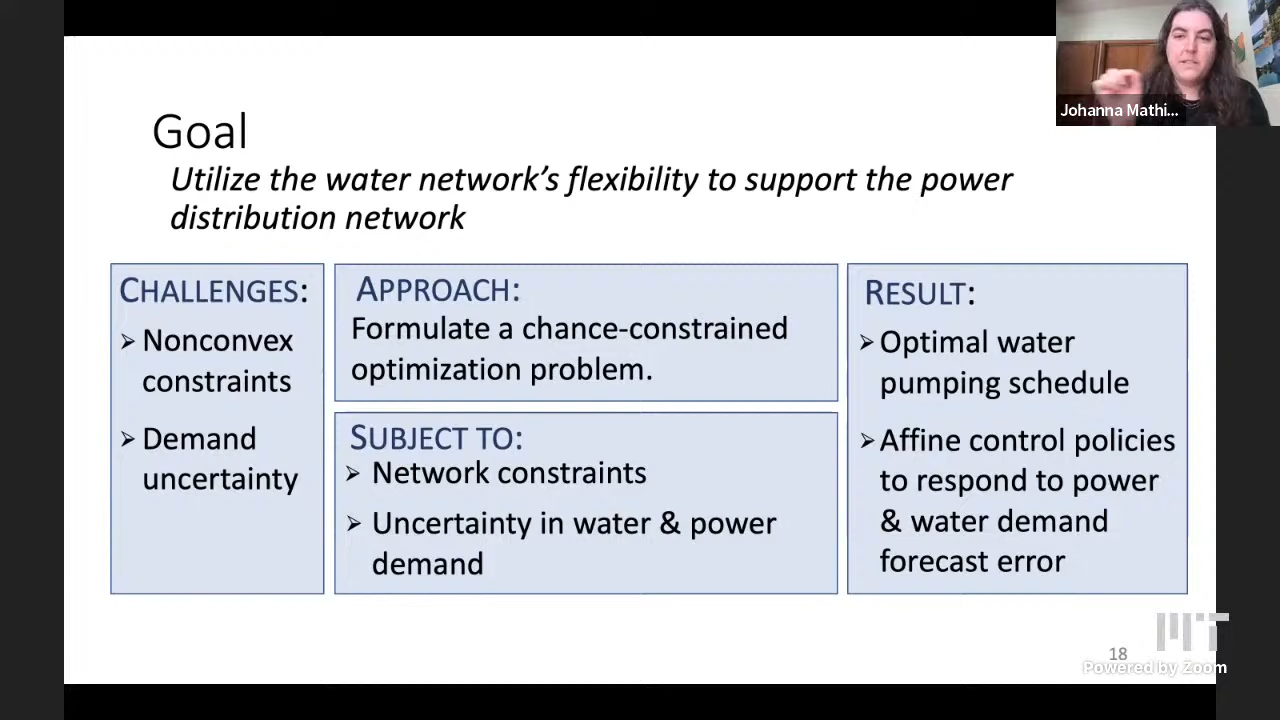 Johanna Mathi...
Goal
Utilize the water network's flexibility to support the power
distribution network
CHALLENGES:
➢ Nonconvex
constraints
➢ Demand
uncertainty
APPROACH:
Formulate a chance-constrained
optimization problem.
SUBJECT TO:
➢ Network constraints
➢ Uncertainty in water & power
demand
RESULT:
➢ Optimal water
pumping schedule
➢ Affine control policies
to respond to power
& water demand
forecast error
18
MIT
Powered by Zoom